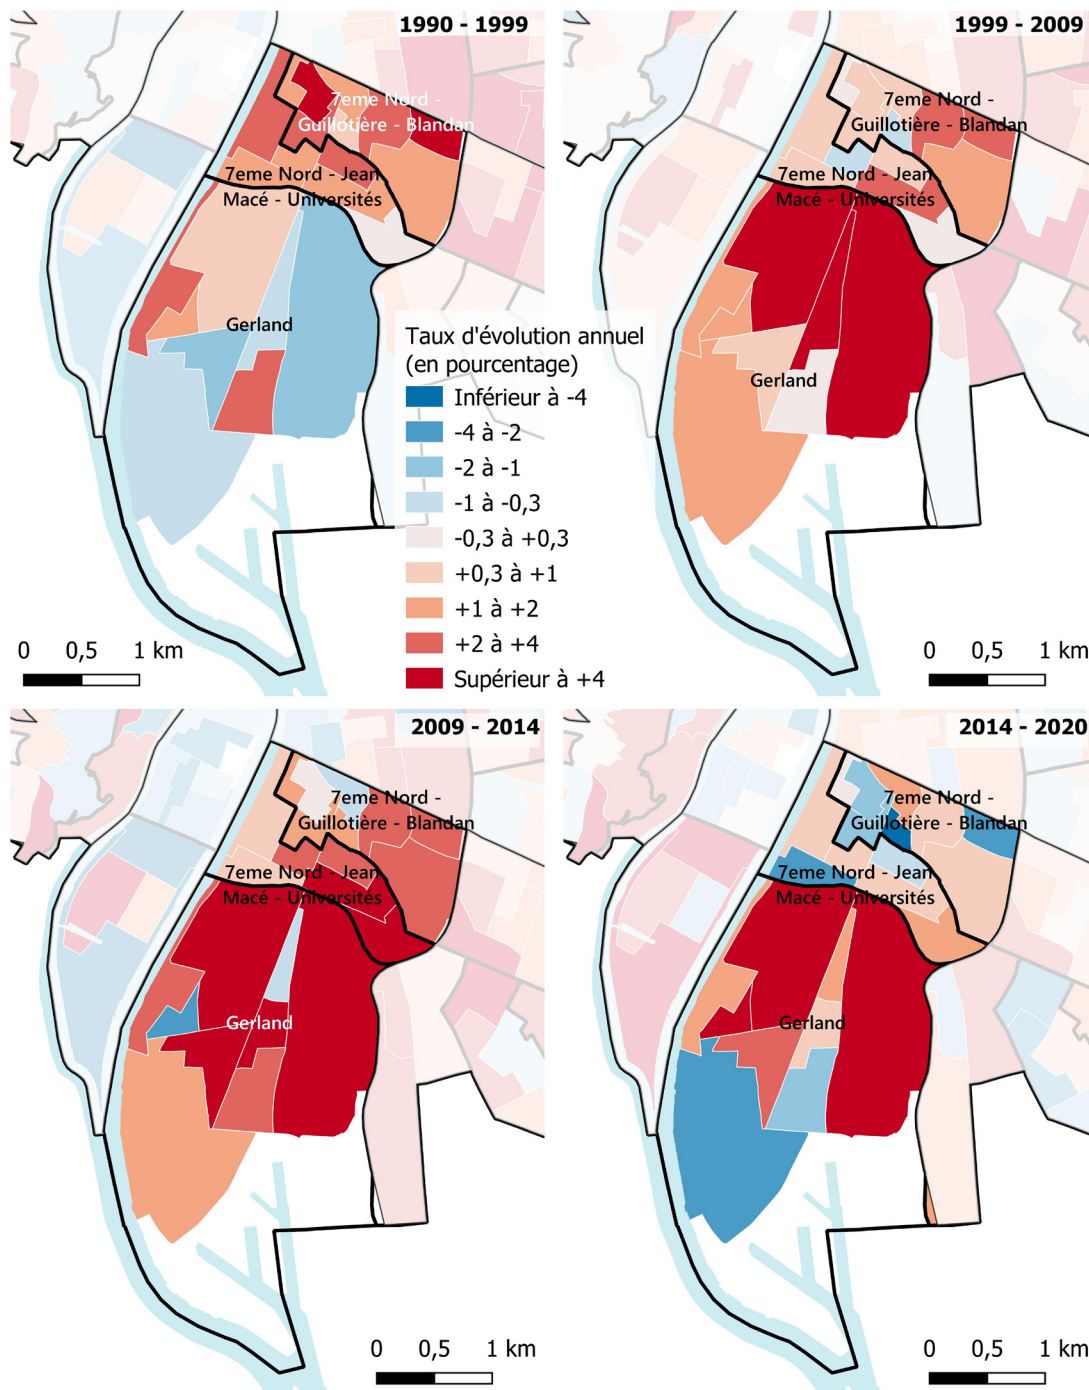 1990 - 1999
7eme Nord -
Guillotière - Blandan
7eme Nord - Jean
Macé - Universités
Gerland
0 0,5 1 km
1999 - 2009
7eme Nord -
Guillotière - Blandan
7eme Nord - Jean
Macé - Universités
Gerland
0 0,5 1 km
Taux d'évolution annuel
(en pourcentage)
Inférieur à -4
-4 à -2
-2 à -1
-1 à -0,3
-0,3 à +0,3
+0,3 à +1
+1 à +2
+2 à +4
Supérieur à +4
2009 - 2014
7eme Nord -
Guillotière - Blandan
7eme Nord - Jean
Macé - Universités
Gerland
0 0,5 1 km
2014 - 2020
7eme Nord -
Guillotière - Blandan
7eme Nord - Jean
Macé - Universités
Gerland
0 0,5 1 km